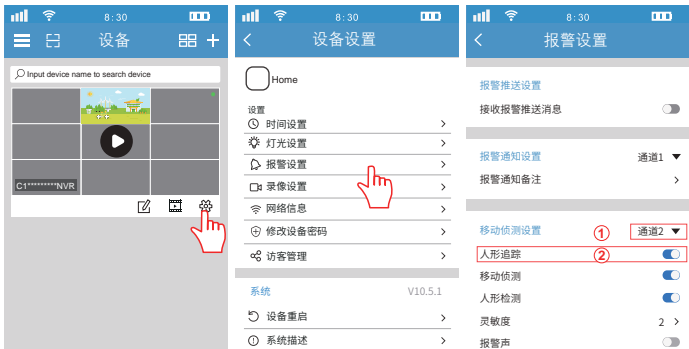 8:30
设备
Input device name to search device
C1*********NVR
8:30
设备设置
Home
设置
时间设置
灯光设置
报警设置
录像设置
网络信息
修改设备密码
访客管理
系统 V10.5.1
设备重启
系统描述
8:30
报警设置
报警推送设置
接收报警推送消息
报警通知设置 通道1
报警通知备注
移动侦测设置 ① 通道2
人形追踪 ②
移动侦测
人形检测
灵敏度 2
报警声